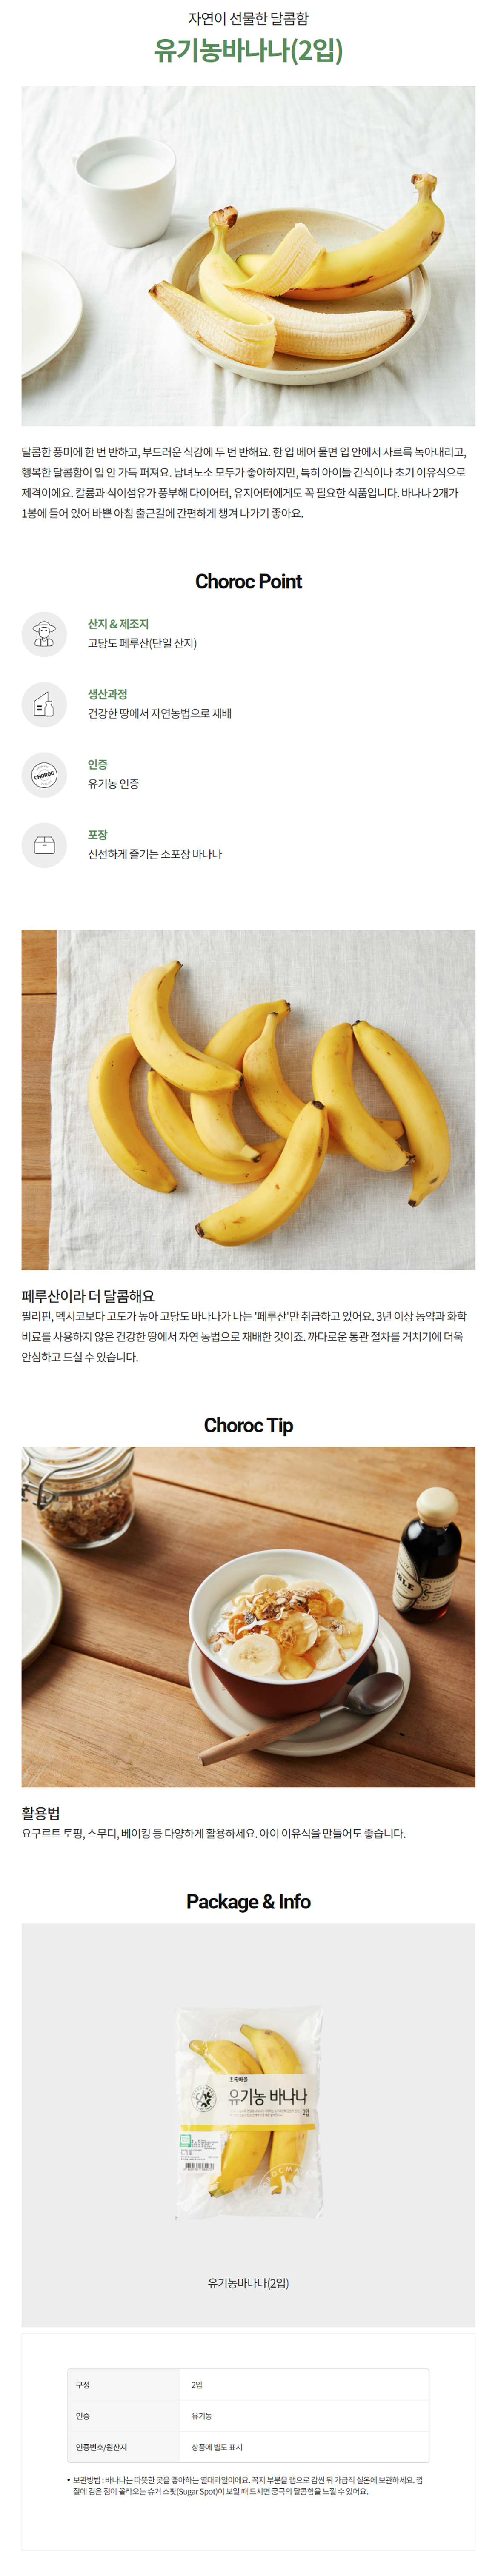 자연이 선물한 달콤함
유기농바나나(2입)
달콤한 풍미에 한 번 반하고, 부드러운 식감에 두 번 반해요. 한 입 베어 물면 입 안에서 사르륵 녹아내리고,
행복한 달콤함이 입 안 가득 퍼져요. 남녀노소 모두가 좋아하지만, 특히 아이들 간식이나 초기 이유식으로
제격이에요. 칼륨과 식이섬유가 풍부해 다이어터, 유지어터에게도 꼭 필요한 식품입니다. 바나나 2개가
1봉에 들어 있어 바쁜 아침 출근길에 간편하게 챙겨 나가기 좋아요.
Choroc Point
산지 & 제조지
고당도 페루산(단일 산지)
생산과정
건강한 땅에서 자연농법으로 재배
CHOROC
인증
유기농 인증
포장
신선하게 즐기는 소포장 바나나
페루산이라 더 달콤해요
필리핀, 멕시코보다 고도가 높아 고당도 바나나가 나는 '페루산'만 취급하고 있어요. 3년 이상 농약과 화학
비료를 사용하지 않은 건강한 땅에서 자연 농법으로 재배한 것이죠. 까다로운 통관 절차를 거치기에 더욱
안심하고 드실 수 있습니다.
Choroc Tip
활용법
요구르트 토핑, 스무디, 베이킹 등 다양하게 활용하세요. 아이 이유식을 만들어도 좋습니다.
Package & Info
초록마을
유기농 바나나
유기농바나나(2입)
구성 2입
인증 유기농
인증번호/원산지 상품에 별도 표시
• 보관방법 : 바나나는 따뜻한 곳을 좋아하는 열대과일이에요. 꼭지 부분을 랩으로 감싼 뒤 가급적 실온에 보관하세요. 껍
질에 검은 점이 올라오는 슈거 스팟(Sugar Spot)이 보일 때 드시면 궁극의 달콤함을 느낄 수 있어요.